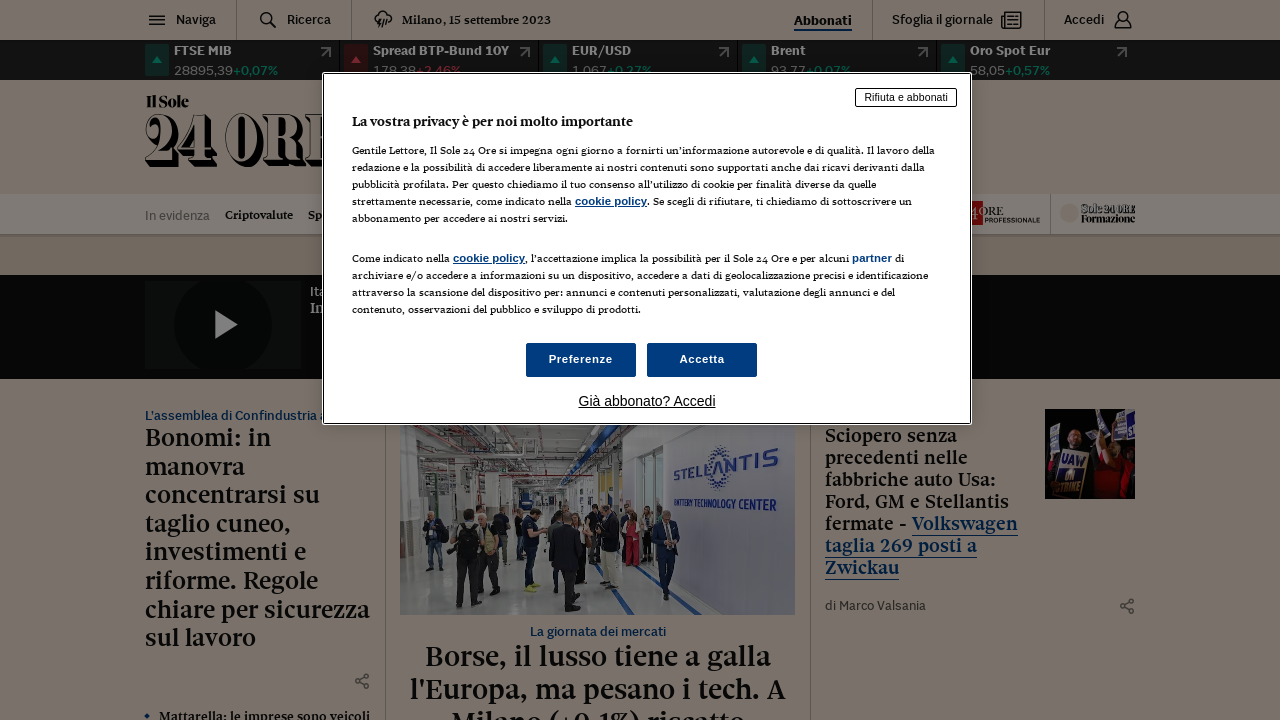 Naviga
Ricerca
Milano, 15 settembre 2023
Abbonati
Sfoglia il giornale
Accedi
FTSE MIB
28895,39+0,07%
Spread BTP-Bund 10Y
178,38+2,46%
EUR/USD
1,067+0,27%
Brent
93,77+0,07%
Oro Spot Eur
58,05+0,57%
Il Sole
24 ORE
In evidenza
Criptovalute
Sp
24 ORE
PROFESSIONALE
Sole 24 ORE
Formazione
Rifiuta e abbonati
La vostra privacy è per noi molto importante
Gentile Lettore, Il Sole 24 Ore si impegna ogni giorno a fornirti un'informazione autorevole e di qualità. Il lavoro della
redazione e la possibilità di accedere liberamente ai nostri contenuti sono supportati anche dai ricavi derivanti dalla
pubblicità profilata. Per questo chiediamo il tuo consenso all'utilizzo di cookie per finalità diverse da quelle
strettamente necessarie, come indicato nella cookie policy. Se scegli di rifiutare, ti chiediamo di sottoscrivere un
abbonamento per accedere ai nostri servizi.
Come indicato nella cookie policy, l'accettazione implica la possibilità per il Sole 24 Ore e per alcuni partner di
archiviare e/o accedere a informazioni su un dispositivo, accedere a dati di geolocalizzazione precisi e identificazione
attraverso la scansione del dispositivo per: annunci e contenuti personalizzati, valutazione degli annunci e del
contenuto, osservazioni del pubblico e sviluppo di prodotti.
Preferenze
Accetta
Già abbonato? Accedi
Ita
In
L'assemblea di Confindustria a
Bonomi: in
manovra
concentrarsi su
taglio cuneo,
investimenti e
riforme. Regole
chiare per sicurezza
sul lavoro
Mattarella: le imprese sono veicoli
STELLANTIS
BATTERY TECHNOLOGY CENTER
La giornata dei mercati
Borse, il lusso tiene a galla
l'Europa, ma pesano i tech. A
Milano (+0,1%) riscatto
Sciopero senza
precedenti nelle
fabbriche auto Usa:
Ford, GM e Stellantis
fermate - Volkswagen
taglia 269 posti a
Zwickau
di Marco Valsania
UAW
ON
STRIKE